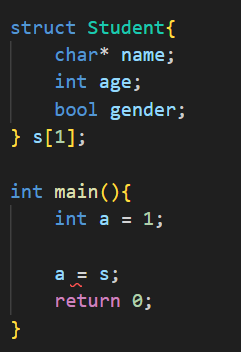 struct Student{
    char* name;
    int age;
    bool gender;
} s[1];

int main(){
    int a = 1;

    a = s;
    return 0;
}